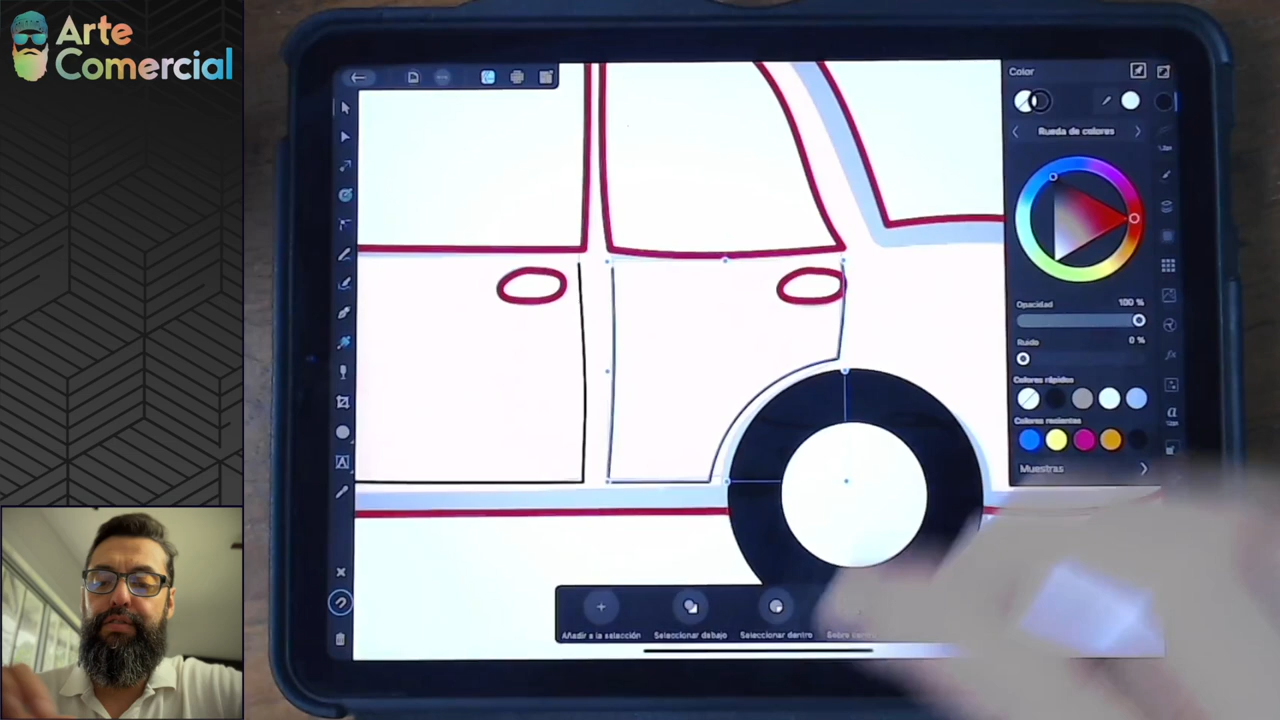 Arte
Comercial
Color
Rueda de colores
Opacidad 100 %
Ruido 0 %
Colores rápidos
Colores recientes
Muestras
Añadir a la selección
Seleccionar debajo
Seleccionar dentro